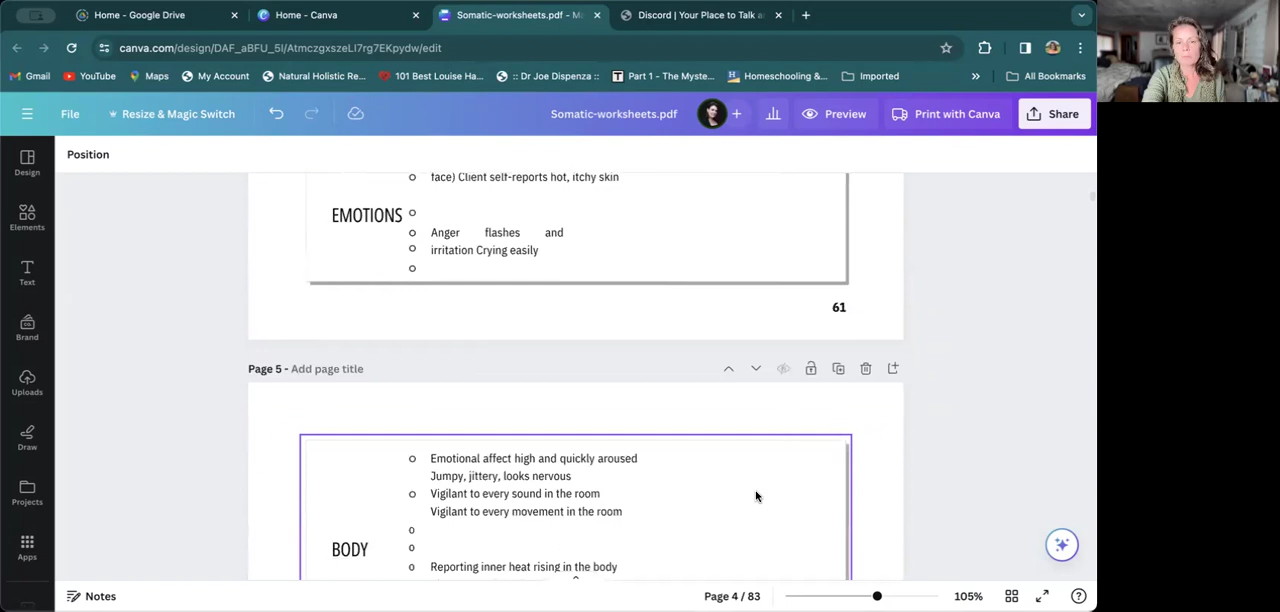 Home - Google Drive
Home - Canva
Somatic-worksheets.pdf - M
Discord | Your Place to Talk a
canva.com/design/DAF_aBFU_5I/AtmczgxszeLI7rg7EKpydw/edit
Gmail
YouTube
Maps
My Account
Natural Holistic Re...
101 Best Louise Ha...
:: Dr Joe Dispenza ::
Part 1 - The Myste...
Homeschooling &...
Imported
»
All Bookmarks
File
Resize & Magic Switch
Somatic-worksheets.pdf
Preview
Print with Canva
Share
Design
Elements
Text
Brand
Uploads
Draw
Projects
Apps
Position
face) Client self-reports hot, itchy skin
EMOTIONS
Anger flashes and
irritation Crying easily
61
Page 5 - Add page title
Emotional affect high and quickly aroused
Jumpy, jittery, looks nervous
Vigilant to every sound in the room
Vigilant to every movement in the room
BODY
Reporting inner heat rising in the body
Notes
Page 4 / 83
105%